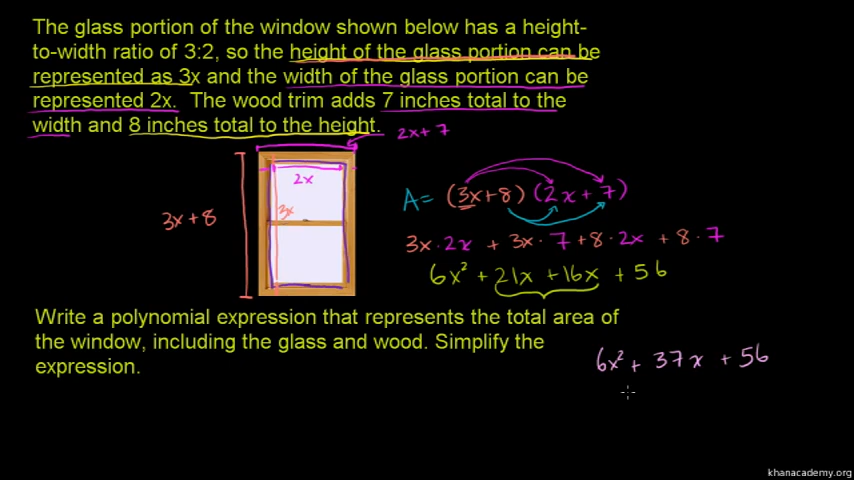 The glass portion of the window shown below has a height-
to-width ratio of 3:2, so the height of the glass portion can be
represented as 3x and the width of the glass portion can be
represented 2x. The wood trim adds 7 inches total to the
width and 8 inches total to the height.
2x+7
2x
3x
3x+8
A= (3x+8)(2x+7)
3x·2x + 3x·7+8·2x + 8·7
6x²+21x+16x+56
Write a polynomial expression that represents the total area of
the window, including the glass and wood. Simplify the
expression.
6x²+37x+56
khanacademy.org